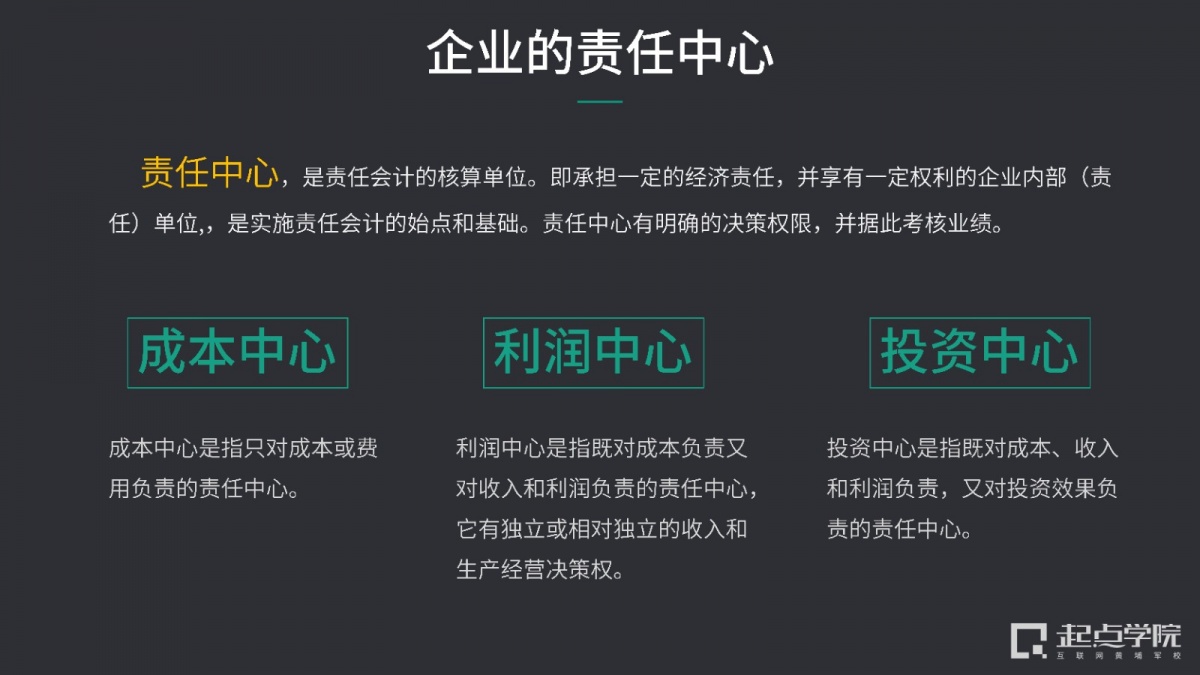 企业的责任中心
责任中心，是责任会计的核算单位。即承担一定的经济责任，并享有一定权利的企业内部（责
任）单位,，是实施责任会计的始点和基础。责任中心有明确的决策权限，并据此考核业绩。
成本中心
利润中心
投资中心
成本中心是指只对成本或费
用负责的责任中心。
利润中心是指既对成本负责又
对收入和利润负责的责任中心，
它有独立或相对独立的收入和
生产经营决策权。
投资中心是指既对成本、收入
和利润负责，又对投资效果负
责的责任中心。
起点学院
互联网黄埔军校